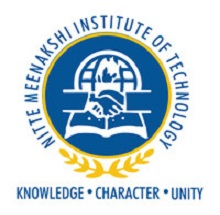 NITTE MEENAKSHI INSTITUTE OF TECHNOLOGY
KNOWLEDGE • CHARACTER • UNITY